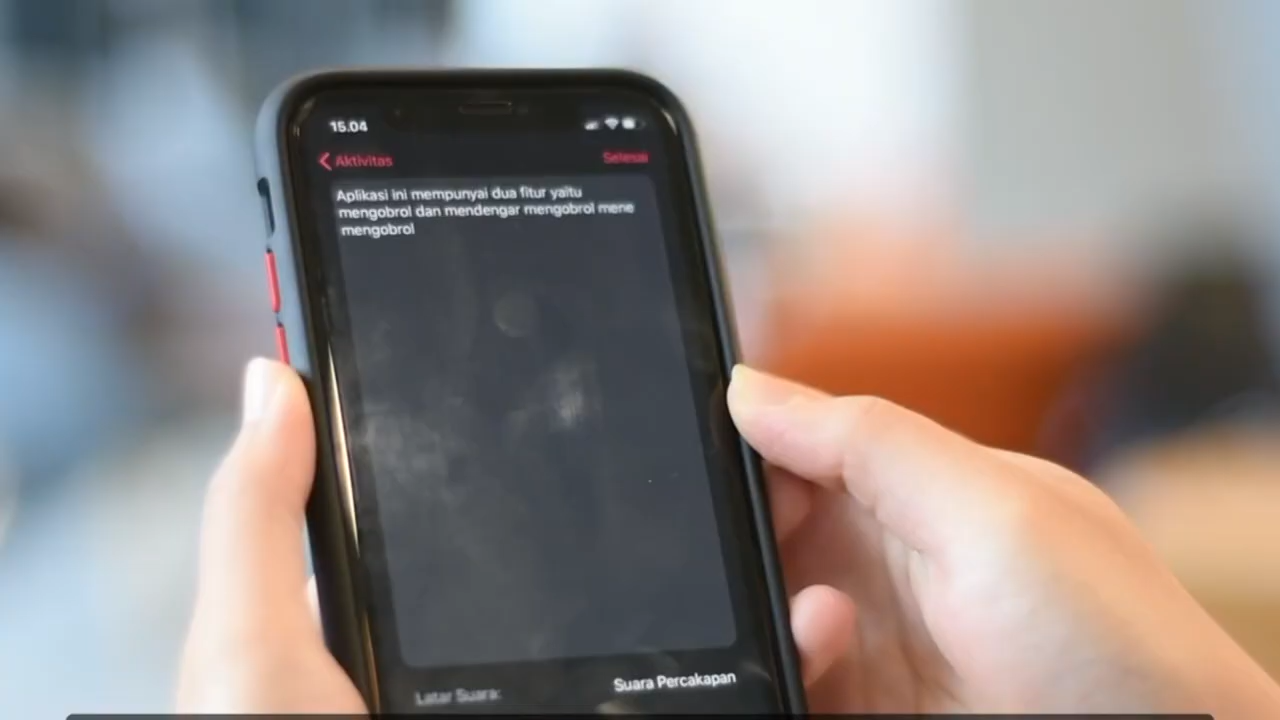 15.04
Aktivitas
Selesai
Aplikasi ini mempunyai dua fitur yaitu
mengobrol dan mendengar mengobrol mene
mengobrol
Latar Suara:
Suara Percakapan